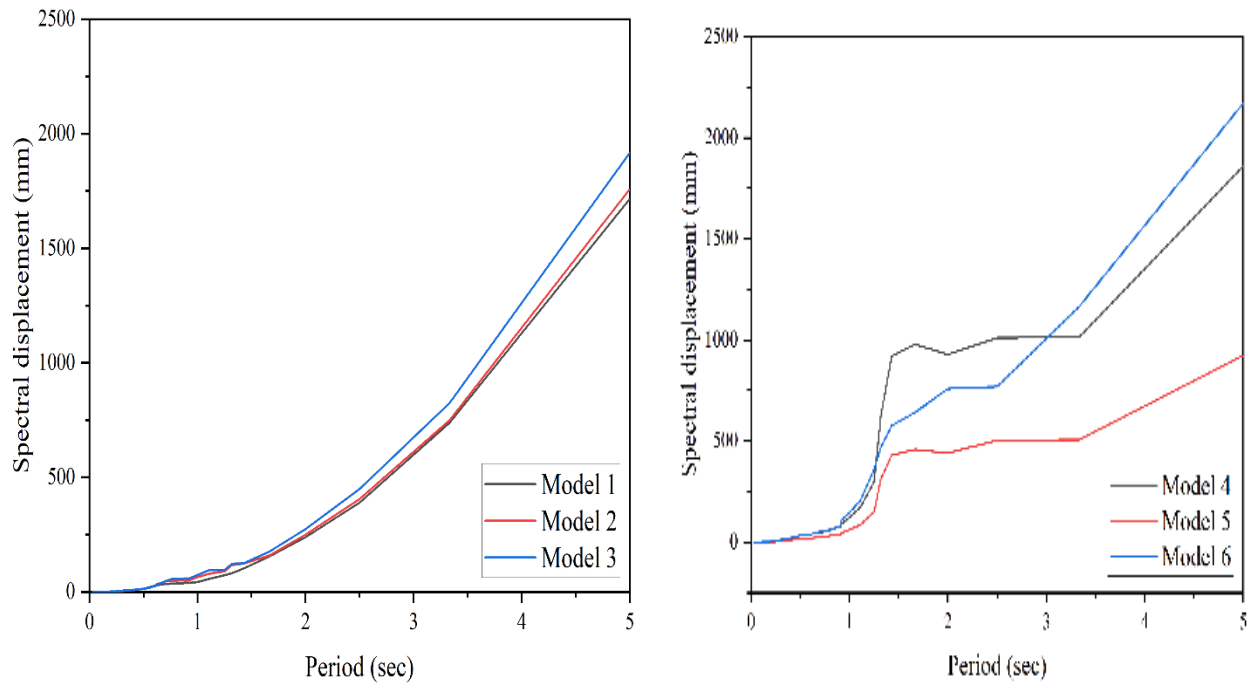 Spectral displacement (mm)
2500
2000
1500
1000
500
0
0 1 2 3 4 5
Period (sec)
Model 1
Model 2
Model 3
Spectral displacement (mm)
2500
2000
1500
1000
500
0
0 1 2 3 4 5
Period (sec)
Model 4
Model 5
Model 6